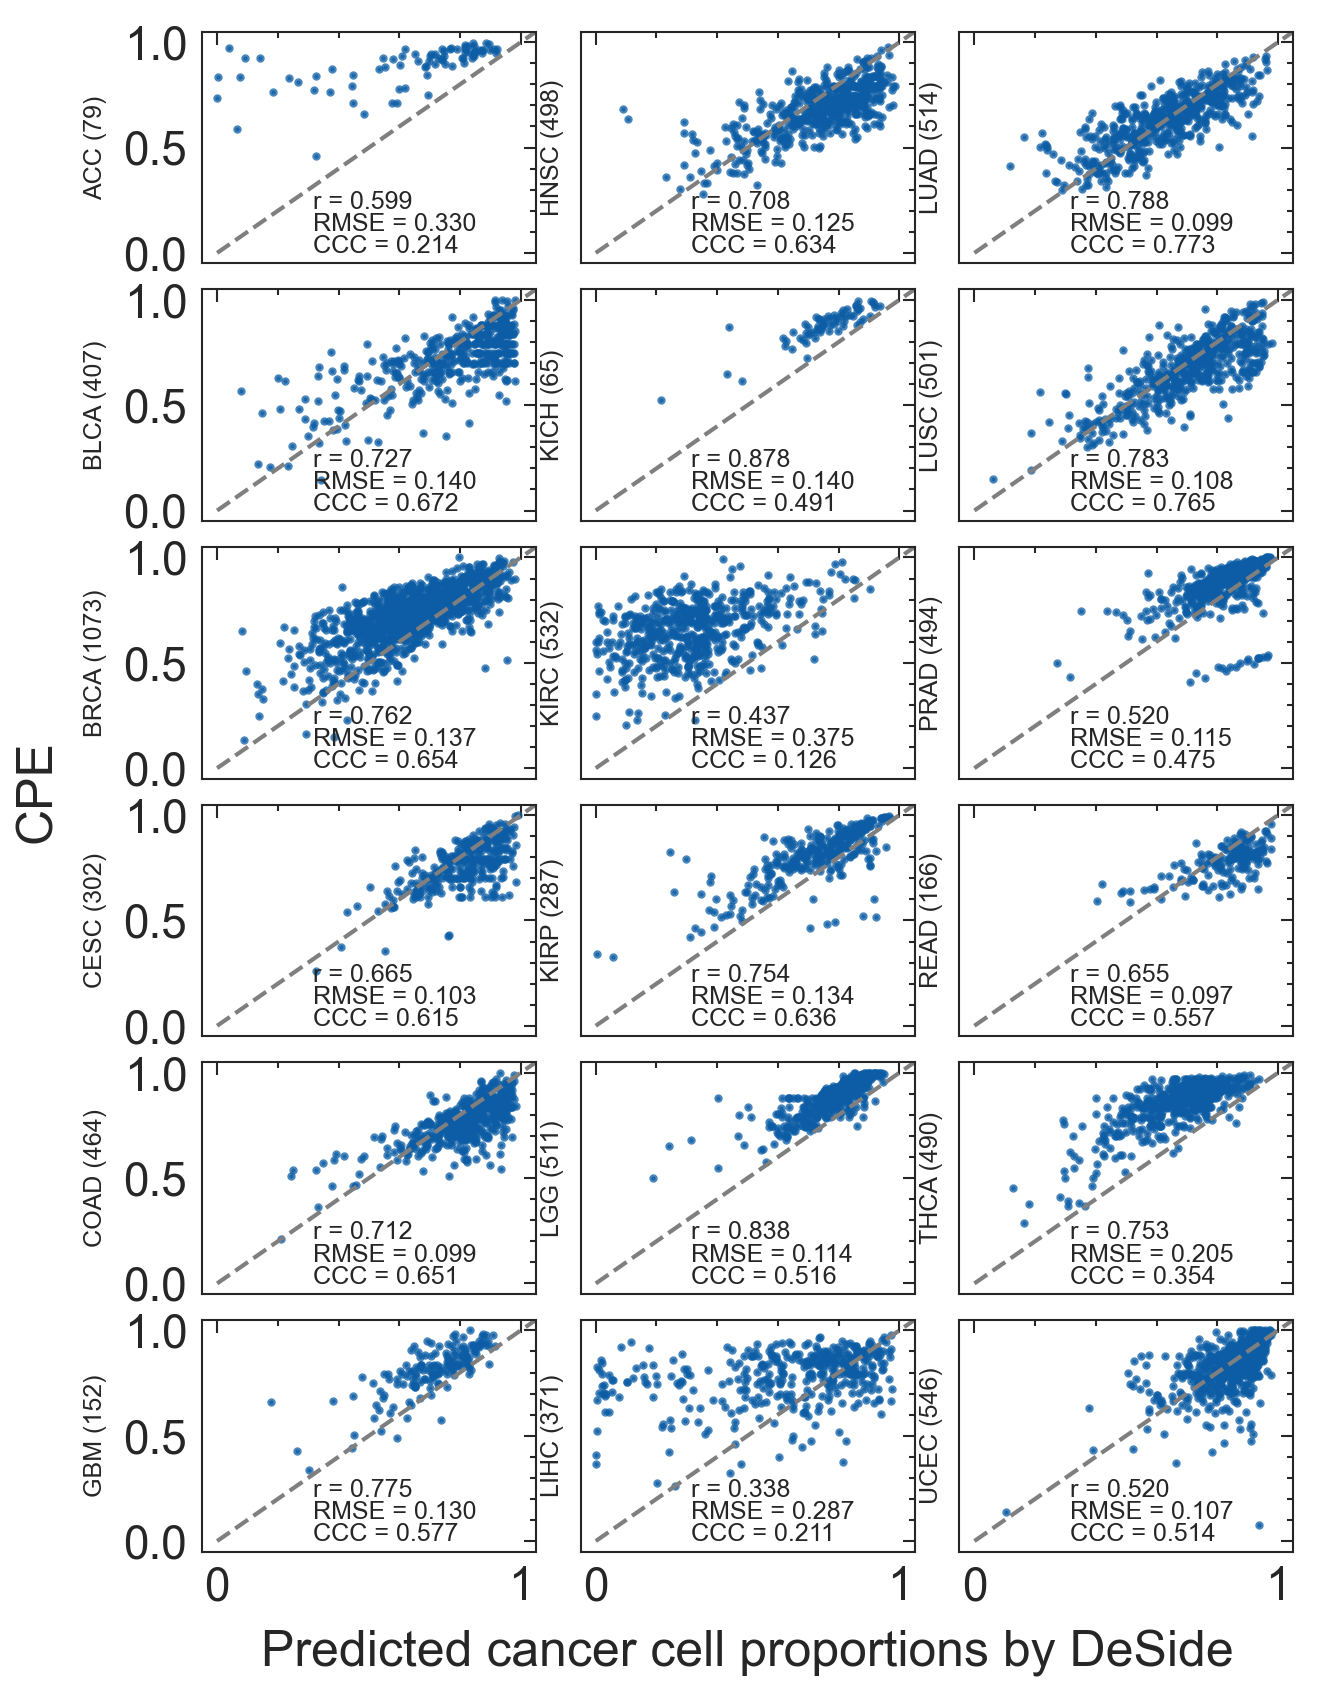 CPE
1.0
0.5
0.0
ACC (79)
r = 0.599
RMSE = 0.330
CCC = 0.214
HNSC (498)
r = 0.708
RMSE = 0.125
CCC = 0.634
LUAD (514)
r = 0.788
RMSE = 0.099
CCC = 0.773
1.0
0.5
0.0
BLCA (407)
r = 0.727
RMSE = 0.140
CCC = 0.672
KICH (65)
r = 0.878
RMSE = 0.140
CCC = 0.491
LUSC (501)
r = 0.783
RMSE = 0.108
CCC = 0.765
1.0
0.5
0.0
BRCA (1073)
r = 0.762
RMSE = 0.137
CCC = 0.654
KIRC (532)
r = 0.437
RMSE = 0.375
CCC = 0.126
PRAD (494)
r = 0.520
RMSE = 0.115
CCC = 0.475
1.0
0.5
0.0
CESC (302)
r = 0.665
RMSE = 0.103
CCC = 0.615
KIRP (287)
r = 0.754
RMSE = 0.134
CCC = 0.636
READ (166)
r = 0.655
RMSE = 0.097
CCC = 0.557
1.0
0.5
0.0
COAD (464)
r = 0.712
RMSE = 0.099
CCC = 0.651
LGG (511)
r = 0.838
RMSE = 0.114
CCC = 0.516
THCA (490)
r = 0.753
RMSE = 0.205
CCC = 0.354
1.0
0.5
0.0
GBM (152)
r = 0.775
RMSE = 0.130
CCC = 0.577
LIHC (371)
r = 0.338
RMSE = 0.287
CCC = 0.211
UCEC (546)
r = 0.520
RMSE = 0.107
CCC = 0.514
0 1 0 1 0 1
Predicted cancer cell proportions by DeSide